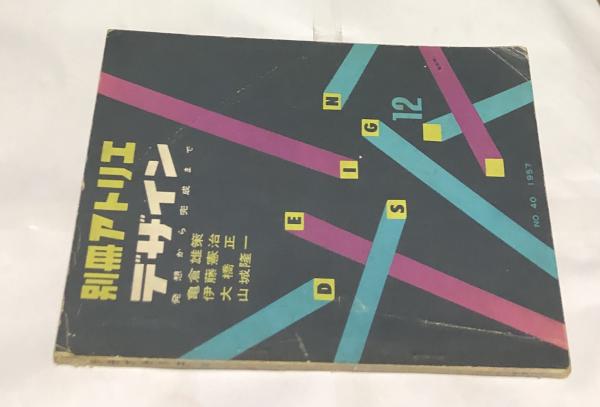 別冊アトリエ
デザイン
発想から完成まで
亀倉雄策
伊藤憲治
大橋正
山城隆一
DESIGN
12
NO 40 1957